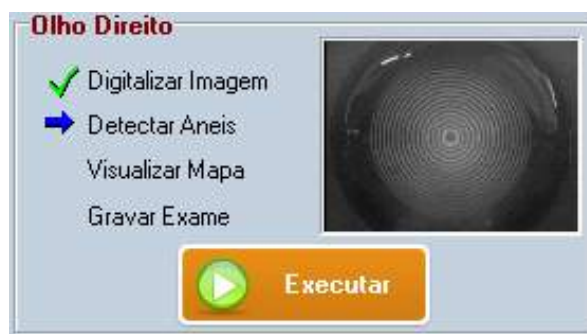 Olho Direito
Digitalizar Imagem
Detectar Aneis
Visualizar Mapa
Gravar Exame
Executar